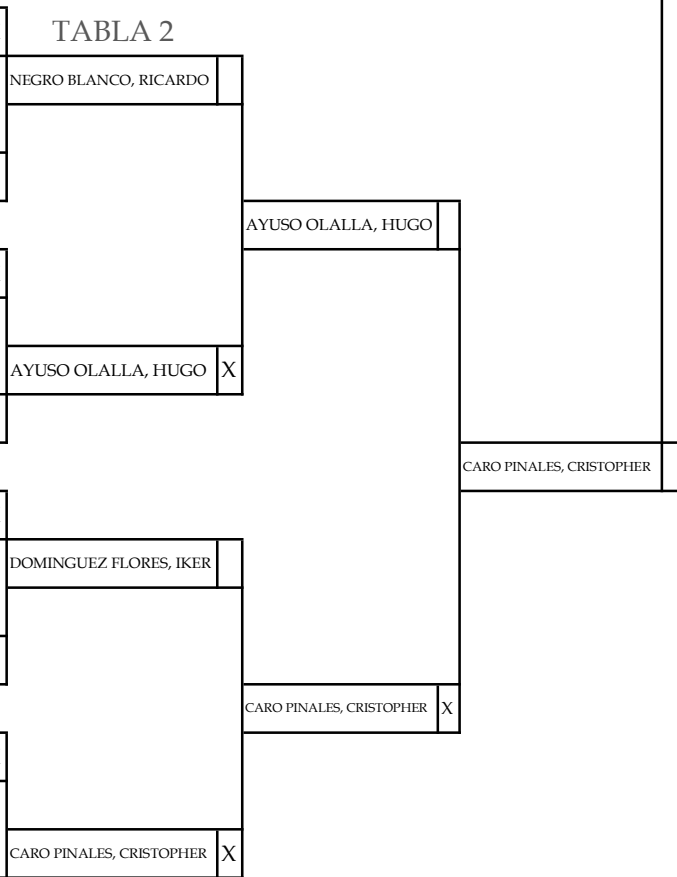 TABLA 2
NEGRO BLANCO, RICARDO
AYUSO OLALLA, HUGO
AYUSO OLALLA, HUGO X
CARO PINALES, CRISTOPHER
DOMINGUEZ FLORES, IKER
CARO PINALES, CRISTOPHER X
CARO PINALES, CRISTOPHER X